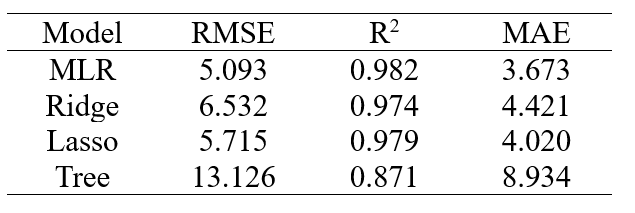 Model RMSE R² MAE
MLR 5.093 0.982 3.673
Ridge 6.532 0.974 4.421
Lasso 5.715 0.979 4.020
Tree 13.126 0.871 8.934